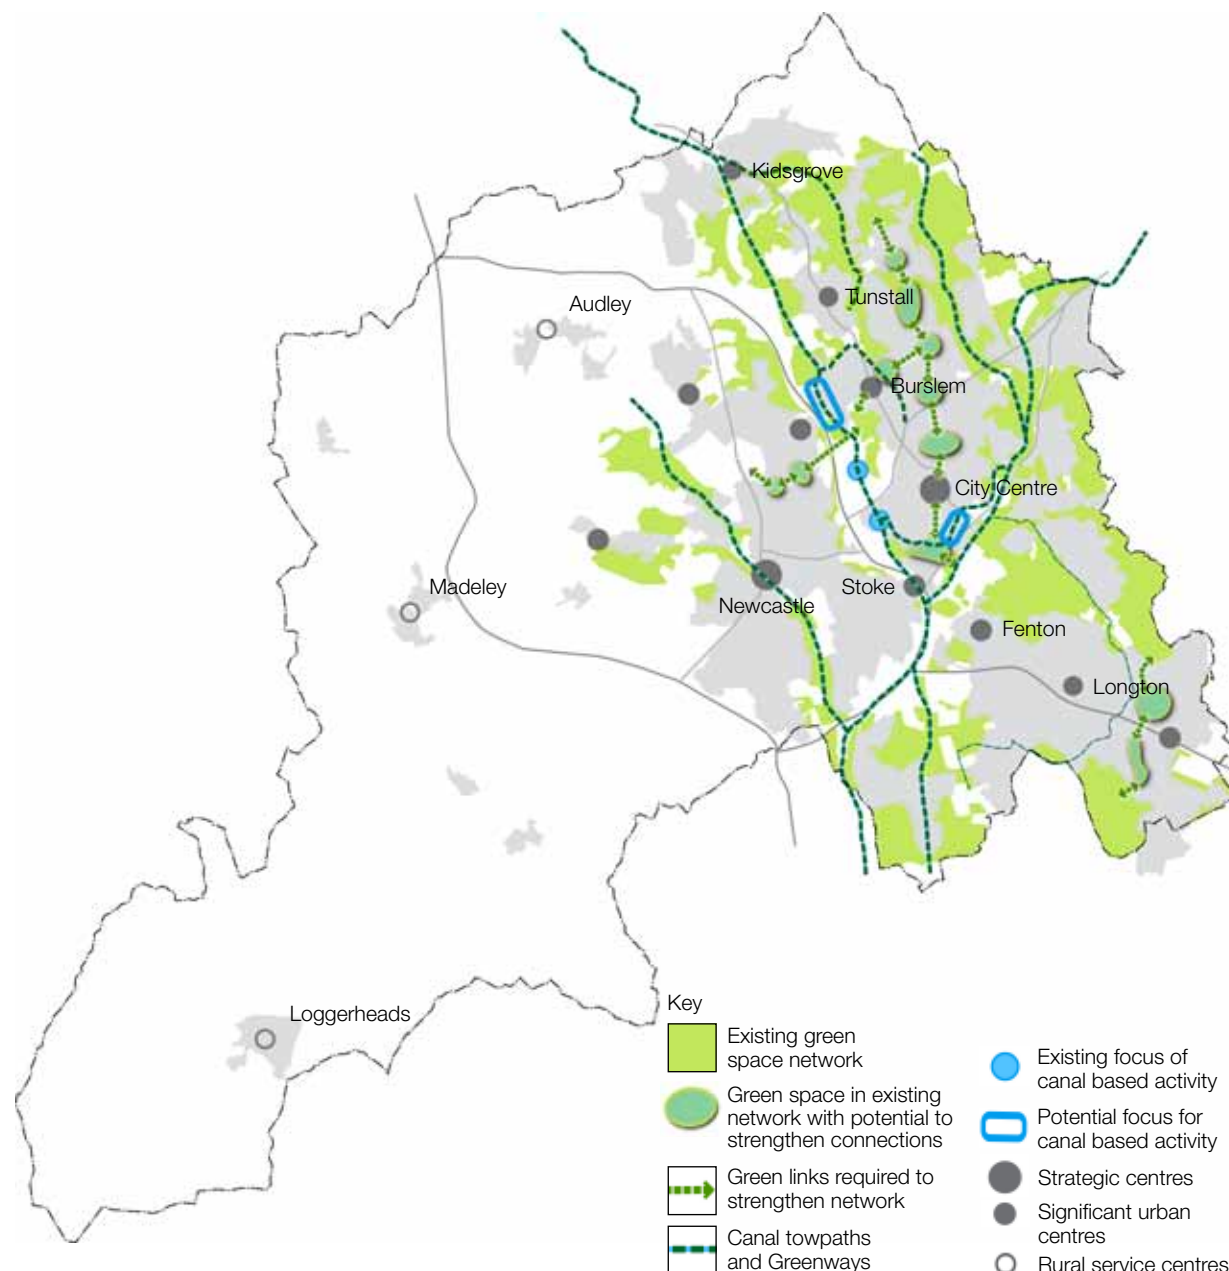 Kidsgrove
Tunstall
Audley
Burslem
City Centre
Madeley
Newcastle
Stoke
Fenton
Longton
Loggerheads
Key
Existing green
space network
Green space in existing
network with potential to
strengthen connections
Green links required to
strengthen network
Canal towpaths
and Greenways
Existing focus of
canal based activity
Potential focus for
canal based activity
Strategic centres
Significant urban
centres
Rural service centres